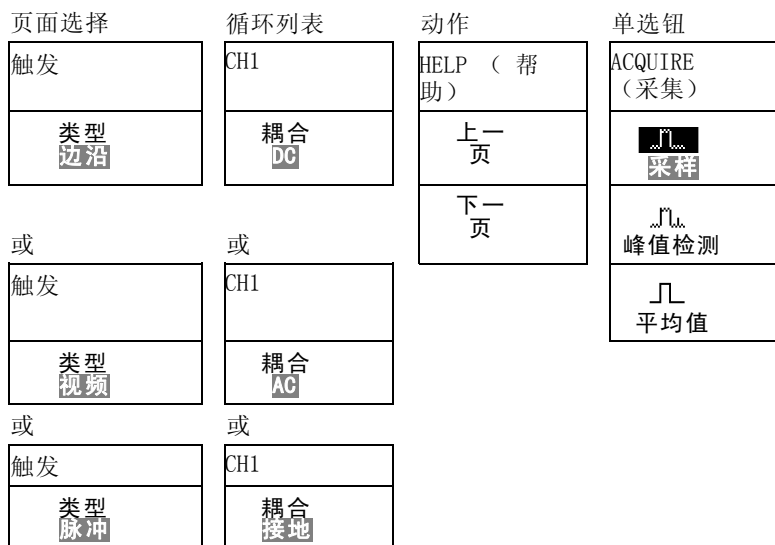 页面选择
触发
类型
边沿
或
触发
类型
视频
或
触发
类型
脉冲
循环列表
CH1
耦合
DC
或
CH1
耦合
AC
或
CH1
耦合
接地
动作
HELP （ 帮
助）
上一
页
下一
页
单选钮
ACQUIRE
（采集）
采样
峰值检测
平均值